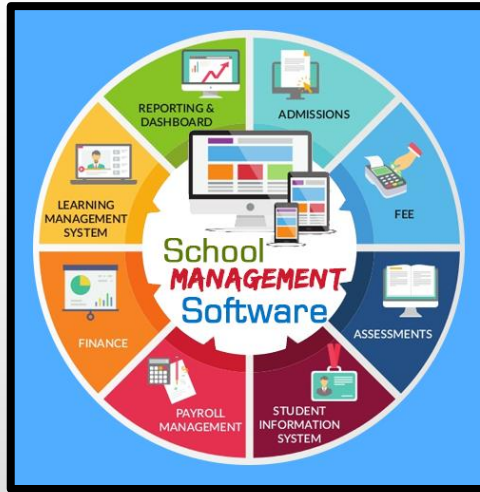 REPORTING &
DASHBOARD
ADMISSIONS
LEARNING
MANAGEMENT
SYSTEM
FEE
School
MANAGEMENT
Software
FINANCE
ASSESSMENTS
PAYROLL
MANAGEMENT
STUDENT
INFORMATION
SYSTEM